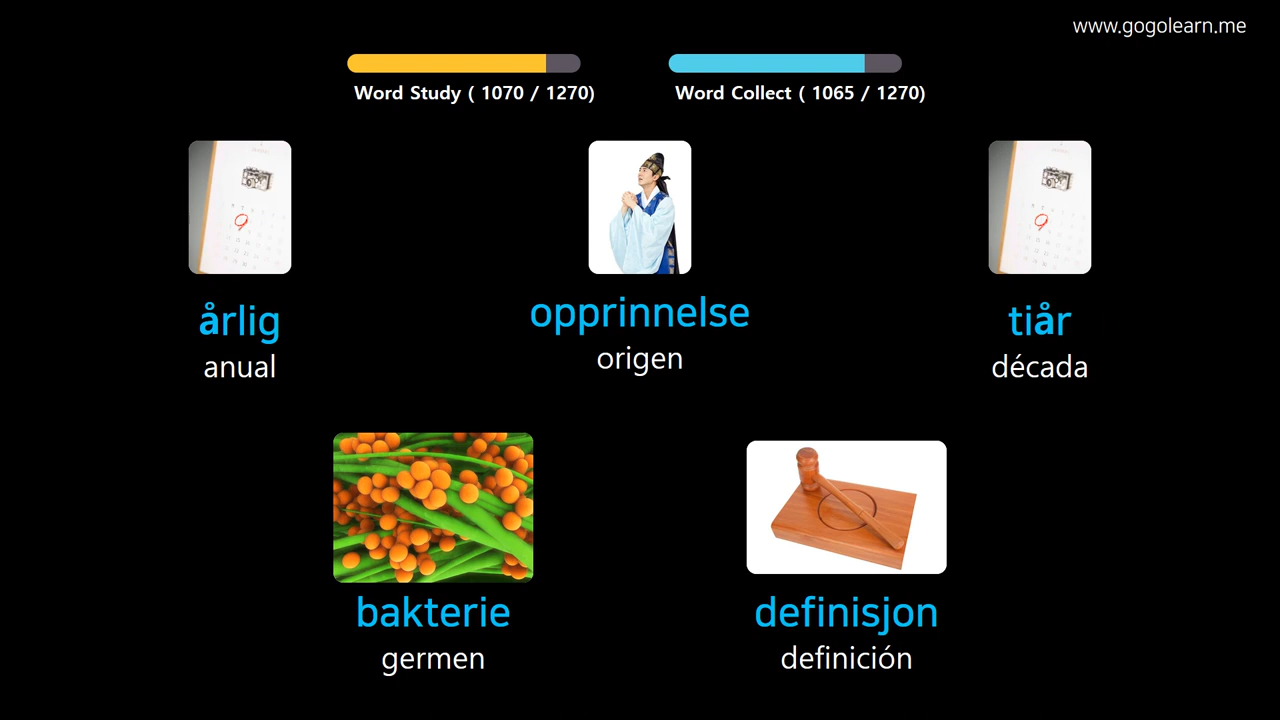 www.gogolearn.me
Word Study ( 1070 / 1270)
Word Collect ( 1065 / 1270)
årlig
anual
opprinnelse
origen
tiår
década
bakterie
germen
definisjon
definición